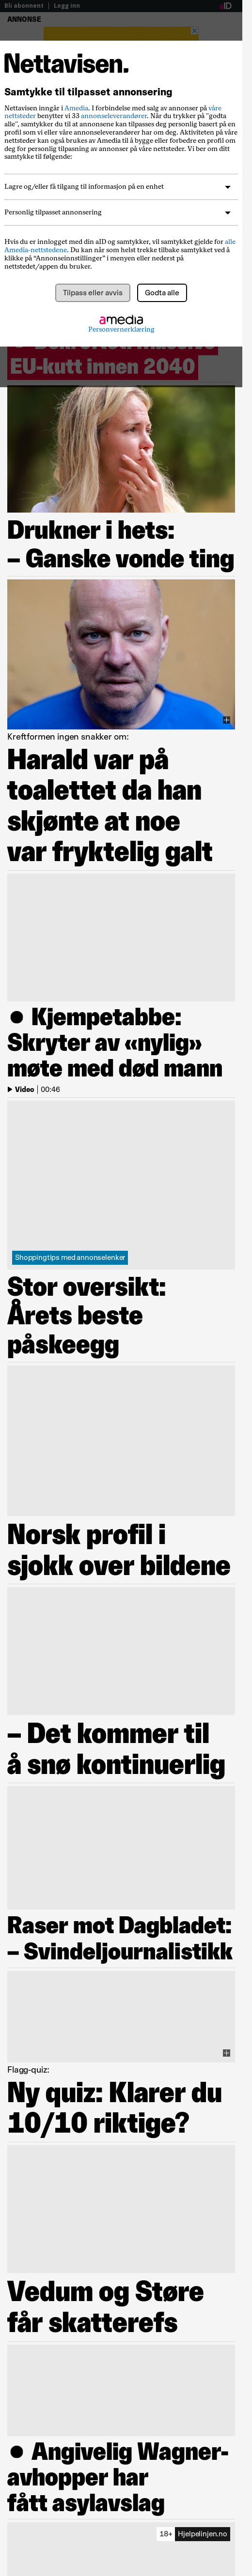 Bli abonnent | Logg inn
aID
ANNONSE
Nettavisen.
Samtykke til tilpasset annonsering
Nettavisen inngår i Amedia. I forbindelse med salg av annonser på våre
nettsteder benytter vi 33 annonseleverandører. Når du trykker på "godta
alle", samtykker du til at annonsene kan tilpasses deg personlig basert på en
profil vi og/eller våre annonseleverandører har om deg. Aktiviteten på våre
nettsteder kan også brukes av Amedia til å bygge eller forbedre en profil om
deg for personlig tilpasning av annonser på våre nettsteder. Vi ber om ditt
samtykke til følgende:
Lagre og/eller få tilgang til informasjon på en enhet
Personlig tilpasset annonsering
Hvis du er innlogget med din aID og samtykker, vil samtykket gjelde for alle
Amedia-nettstedene. Du kan når som helst trekke tilbake samtykket ved å
klikke på “Annonseinnstillinger” i menyen eller nederst på
nettstedet/appen du bruker.
Tilpass eller avvis
Godta alle
amedia
Personvernerklæring
EU-kutt innen 2040
Drukner i hets:
– Ganske vonde ting
Kreftformen ingen snakker om:
Harald var på
toalettet da han
skjønte at noe
var fryktelig galt
● Kjempetabbe:
Skryter av «nylig»
møte med død mann
Video | 00:46
Shoppingtips med annonselenker
Stor oversikt:
Årets beste
påskeegg
Norsk profil i
sjokk over bildene
– Det kommer til
å snø kontinuerlig
Raser mot Dagbladet:
– Svindeljournalistikk
Flagg-quiz:
Ny quiz: Klarer du
10/10 riktige?
Vedum og Støre
får skatterefs
● Angivelig Wagner-
avhopper har
fått asylavslag
18+ Hjelpelinjen.no